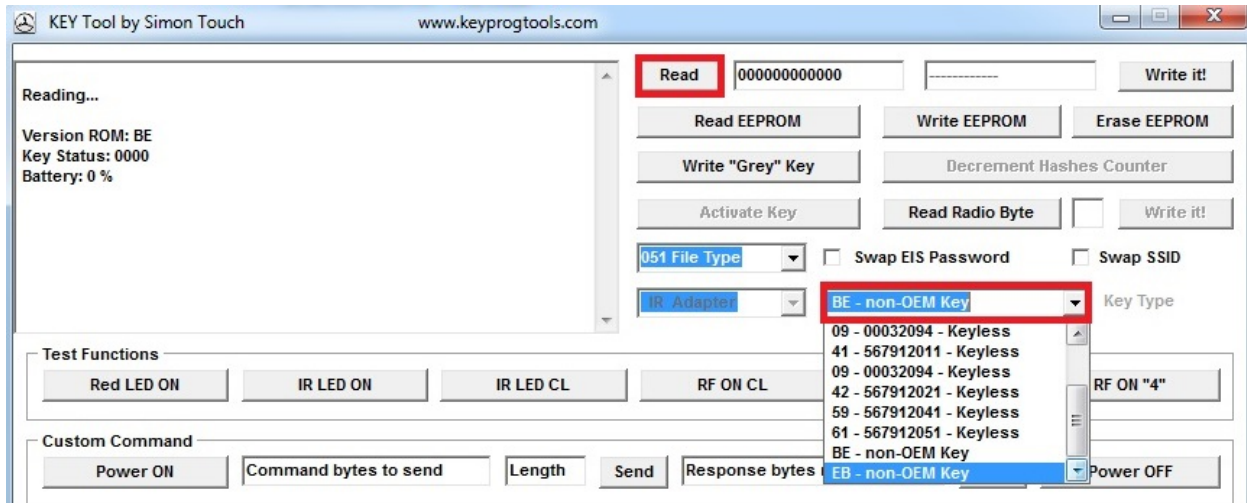 KEY Tool by Simon Touch www.keyprogtools.com
Reading...
Version ROM: BE
Key Status: 0000
Battery: 0 %
Read 000000000000 ------------ Write it!
Read EEPROM Write EEPROM Erase EEPROM
Write "Grey" Key Decrement Hashes Counter
Activate Key Read Radio Byte Write it!
051 File Type Swap EIS Password Swap SSID
IR Adapter BE - non-OEM Key Key Type
09 - 00032094 - Keyless
41 - 567912011 - Keyless
09 - 00032094 - Keyless
42 - 567912021 - Keyless
59 - 567912041 - Keyless
61 - 567912051 - Keyless
BE - non-OEM Key
EB - non-OEM Key
Test Functions
Red LED ON IR LED ON IR LED CL RF ON CL RF ON "4"
Custom Command
Power ON Command bytes to send Length Send Response bytes Power OFF